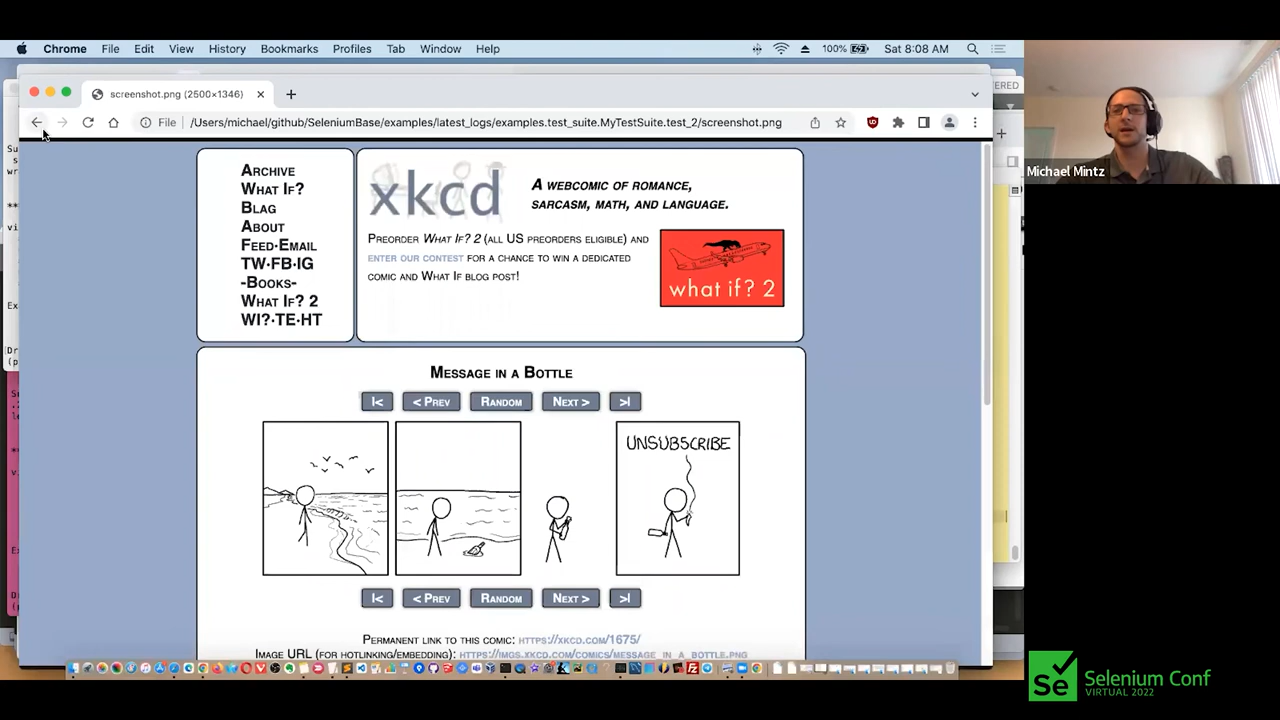 Chrome File Edit View History Bookmarks Profiles Tab Window Help 100% Sat 8:08 AM
screenshot.png (2500×1346)
File /Users/michael/github/SeleniumBase/examples/latest_logs/examples.test_suite.MyTestSuite.test_2/screenshot.png
ARCHIVE
WHAT IF?
BLAG
ABOUT
FEED·EMAIL
TW·FB·IG
-BOOKS-
WHAT IF? 2
WI?·TE·HT
xkcd
A WEBCOMIC OF ROMANCE,
SARCASM, MATH, AND LANGUAGE.
PREORDER WHAT IF? 2 (ALL US PREORDERS ELIGIBLE) AND
ENTER OUR CONTEST FOR A CHANCE TO WIN A DEDICATED
COMIC AND WHAT IF BLOG POST!
what if? 2
MESSAGE IN A BOTTLE
|< < PREV RANDOM NEXT > >|
UNSUBSCRIBE
|< < PREV RANDOM NEXT > >|
PERMANENT LINK TO THIS COMIC: HTTPS://XKCD.COM/1675/
IMAGE URL (FOR HOTLINKING/EMBEDDING): HTTPS://IMGS.XKCD.COM/COMICS/MESSAGE_IN_A_BOTTLE.PNG
Michael Mintz
Se Selenium Conf
VIRTUAL 2022